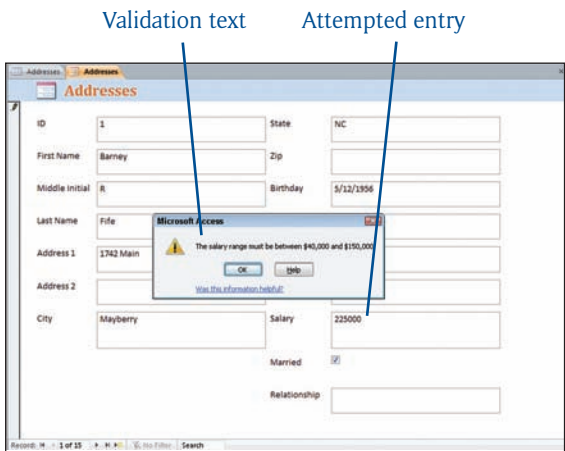 Validation text Attempted entry
Addresses Addresses x
Addresses
ID 1 State NC
First Name Barney Zip
Middle Initial R Birthday 5/12/1956
Last Name Fife
Microsoft Access
The salary range must be between $40,000 and $150,000
Address 1 1742 Main
OK Help
Was this information helpful?
Address 2
City Mayberry Salary 225000
Married
Relationship
Record: 1 of 15 No Filter Search